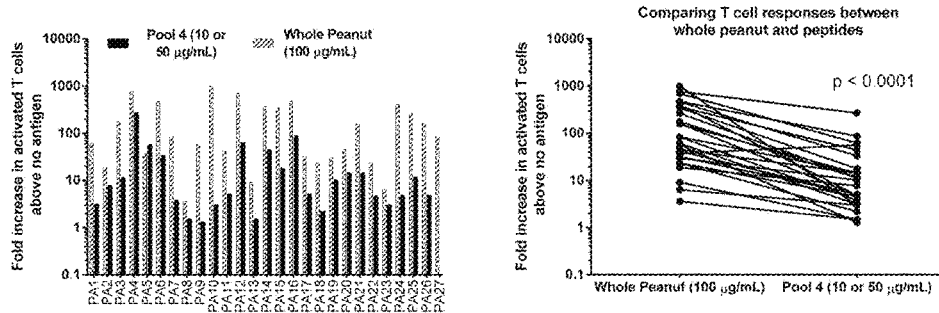 Pool 4 (10 or
50 µg/mL)
Whole Peanut
(100 µg/mL)
Fold increase in activated T cells
above no antigen
10000
1000
100
10
1
0.1
PA1
PA2
PA3
PA4
PA5
PA6
PA7
PA8
PA9
PA10
PA11
PA12
PA13
PA14
PA15
PA16
PA17
PA18
PA19
PA20
PA21
PA22
PA23
PA24
PA25
PA26
PA27
Comparing T cell responses between
whole peanut and peptides
Fold increase in activated T cells
above no antigen
10000
1000
100
10
1
0.1
p < 0.0001
Whole Peanut (100 µg/mL)
Pool 4 (10 or 50 µg/mL)